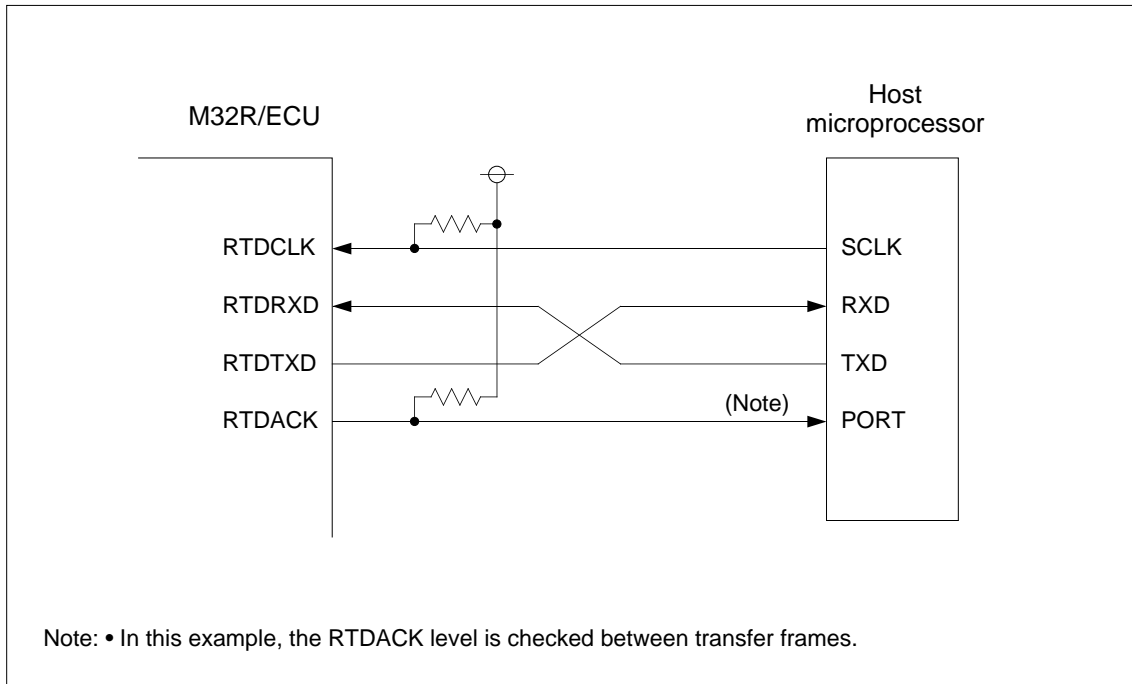 M32R/ECU
Host
microprocessor
RTDCLK
SCLK
RTDRXD
RXD
RTDTXD
TXD
RTDACK
(Note)
PORT
Note: • In this example, the RTDACK level is checked between transfer frames.